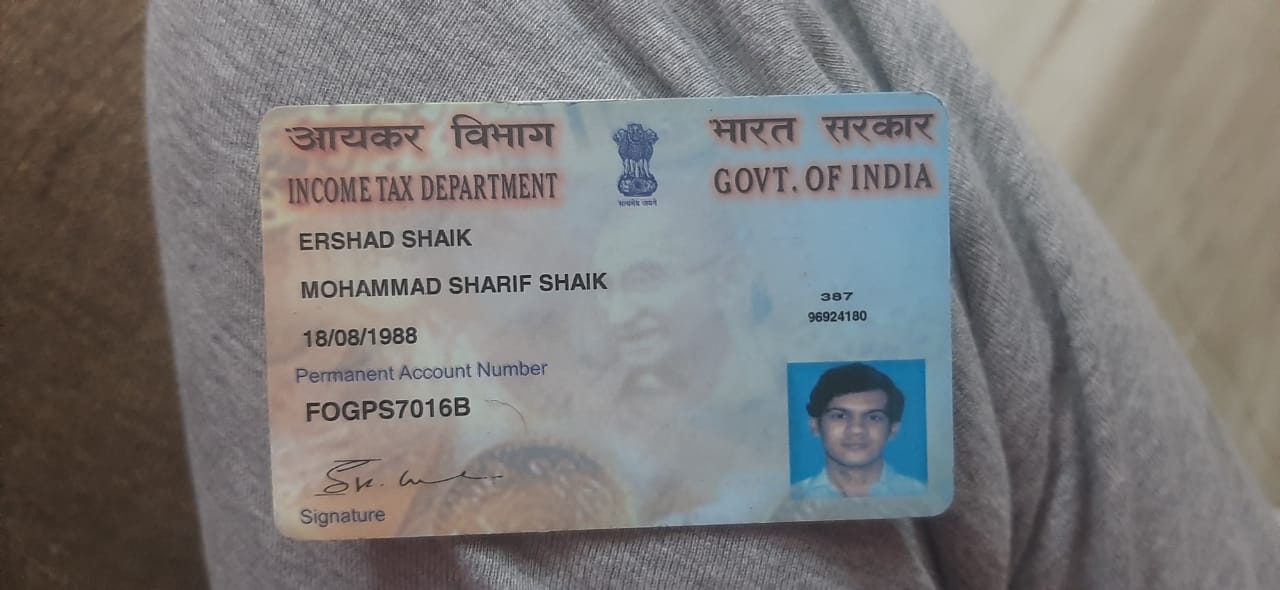 आयकर विभाग
INCOME TAX DEPARTMENT
सत्यमेव जयते
भारत सरकार
GOVT. OF INDIA
ERSHAD SHAIK
MOHAMMAD SHARIF SHAIK
18/08/1988
Permanent Account Number
FOGPS7016B
387
96924180
Signature